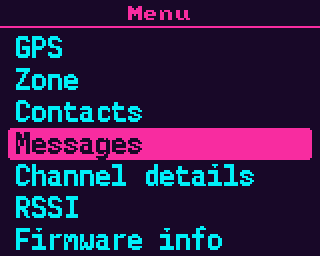 Menu
GPS
Zone
Contacts
Messages
Channel details
RSSI
Firmware info